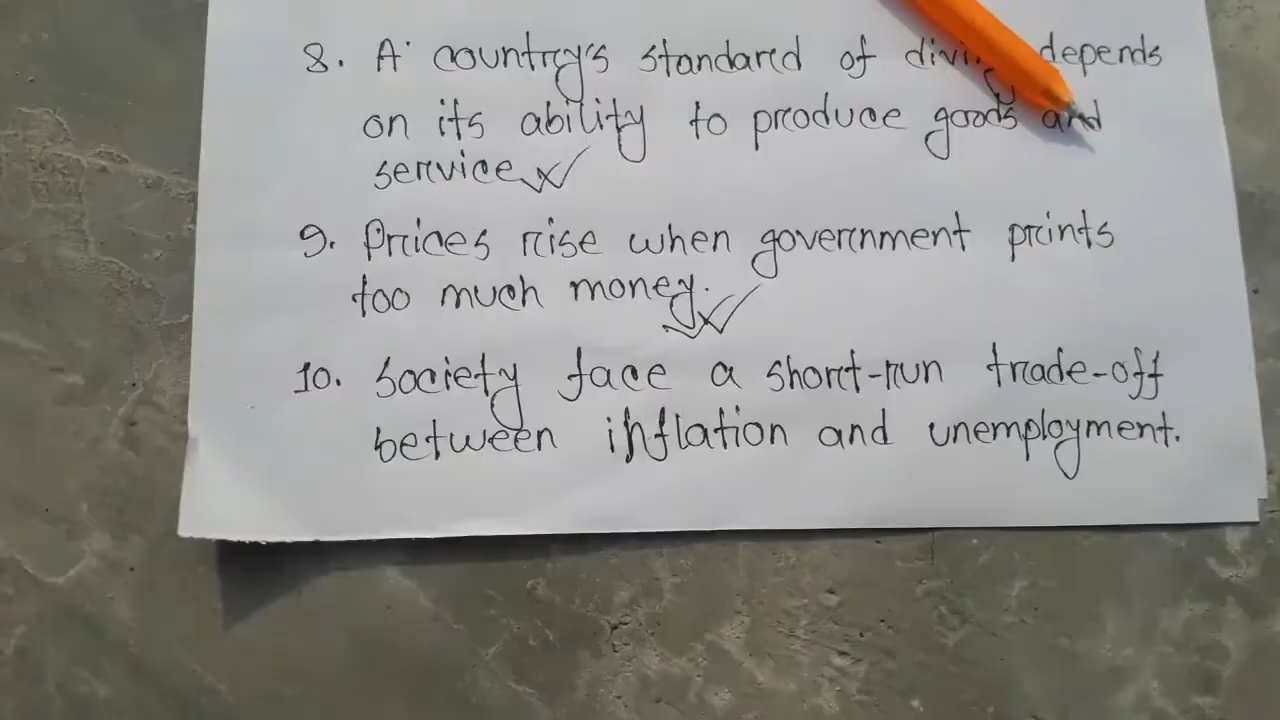 8. A country's standard of diving depends
on its ability to produce goods and
service
9. Prices rise when government prints
too much money.
10. Society face a short-run trade-off
between inflation and unemployment.